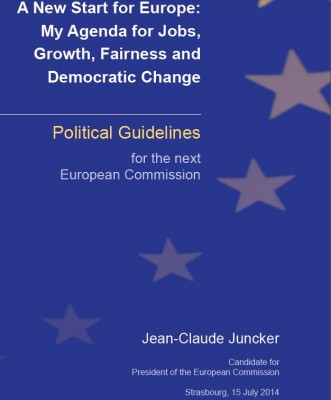 A New Start for Europe:
My Agenda for Jobs,
Growth, Fairness and
Democratic Change
Political Guidelines
for the next
European Commission
Jean-Claude Juncker
Candidate for
President of the European Commission
Strasbourg, 15 July 2014